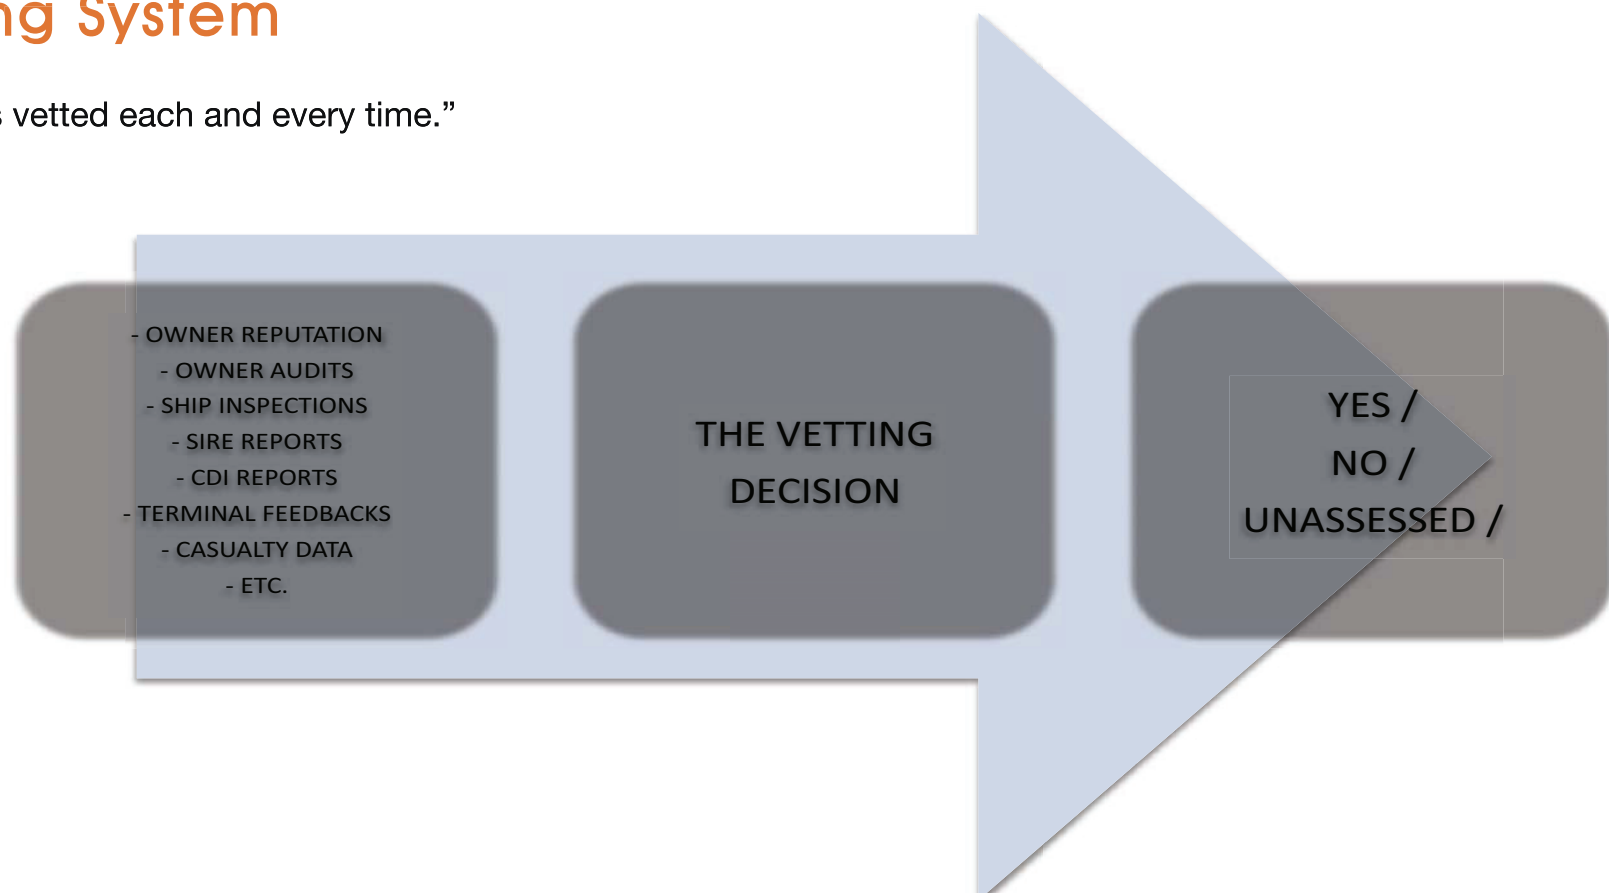 ng System
s vetted each and every time.”
- OWNER REPUTATION
- OWNER AUDITS
- SHIP INSPECTIONS
- SIRE REPORTS
- CDI REPORTS
- TERMINAL FEEDBACKS
- CASUALTY DATA
- ETC.
THE VETTING
DECISION
YES /
NO /
UNASSESSED /